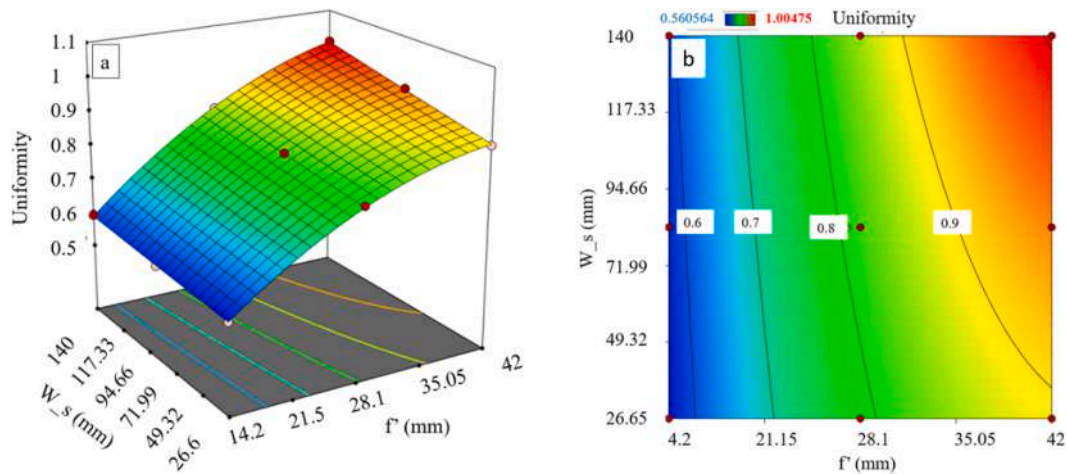 a
1.1
1
0.9
0.8
0.7
0.6
0.5
Uniformity
140
117.33
94.66
71.99
49.32
26.6
W_s (mm)
14.2
21.5
28.1
35.05
42
f' (mm)
0.560564 1.00475 Uniformity
b
140
117.33
94.66
71.99
49.32
26.65
W_s (mm)
0.6 0.7 0.8 0.9
4.2 21.15 28.1 35.05 42
f' (mm)